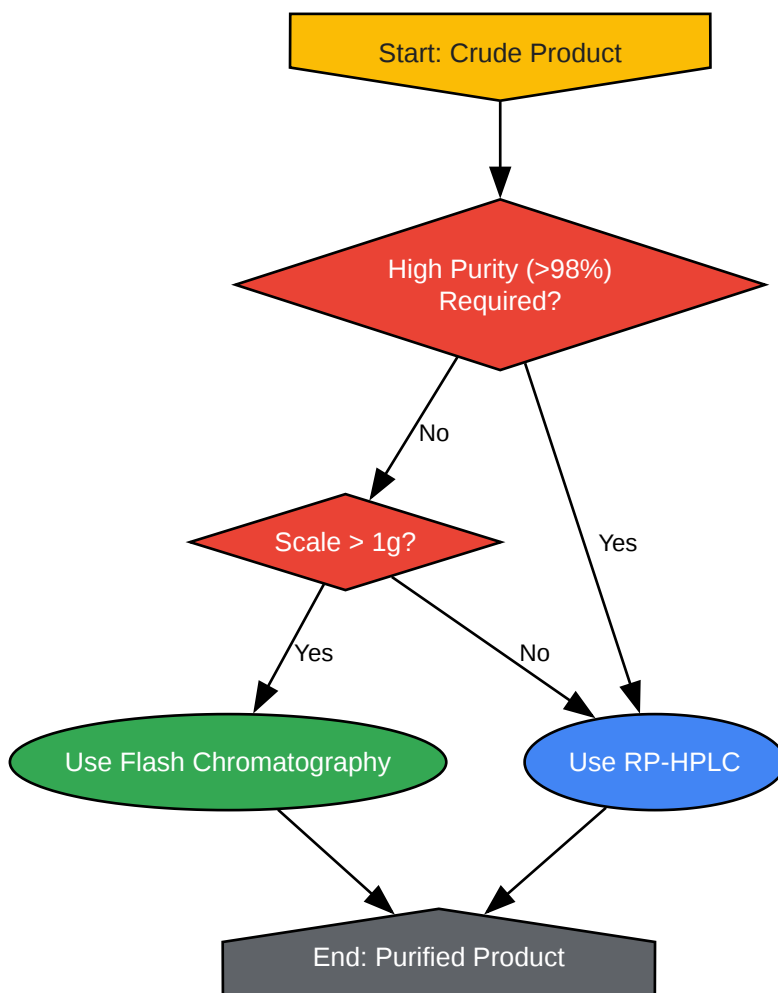 Start: Crude Product
High Purity (>98%)
Required?
No
Scale > 1g?
Yes
Yes
No
Use Flash Chromatography
Use RP-HPLC
End: Purified Product